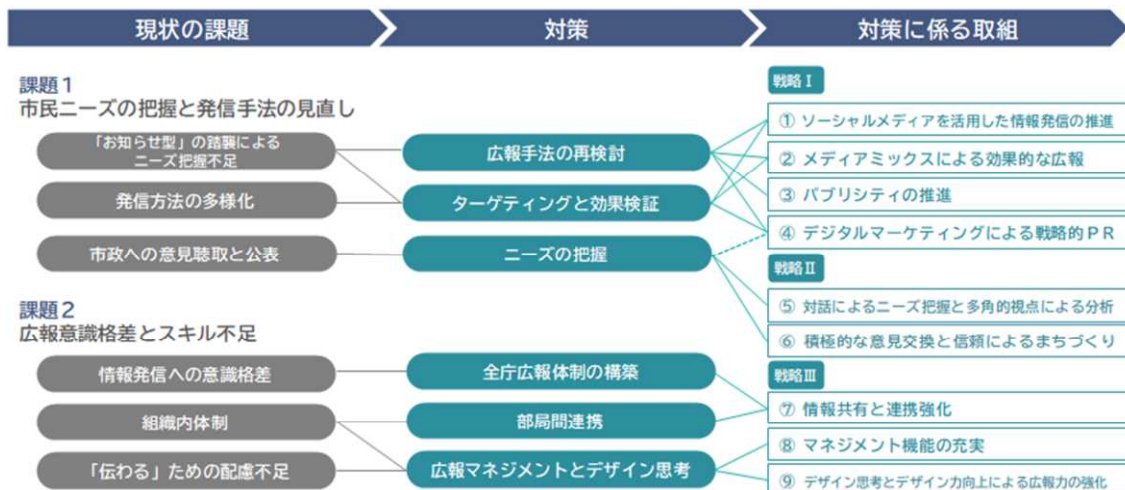 現状の課題
対策
対策に係る取組
課題1
市民ニーズの把握と発信手法の見直し
「お知らせ型」の踏襲による
ニーズ把握不足
発信方法の多様化
市政への意見聴取と公表
課題2
広報意識格差とスキル不足
情報発信への意識格差
組織内体制
「伝わる」ための配慮不足
広報手法の再検討
ターゲティングと効果検証
ニーズの把握
全庁広報体制の構築
部局間連携
広報マネジメントとデザイン思考
戦略Ⅰ
① ソーシャルメディアを活用した情報発信の推進
② メディアミックスによる効果的な広報
③ パブリシティの推進
④ デジタルマーケティングによる戦略的PR
戦略Ⅱ
⑤ 対話によるニーズ把握と多角的視点による分析
⑥ 積極的な意見交換と信頼によるまちづくり
戦略Ⅲ
⑦ 情報共有と連携強化
⑧ マネジメント機能の充実
⑨ デザイン思考とデザイン力向上による広報力の強化